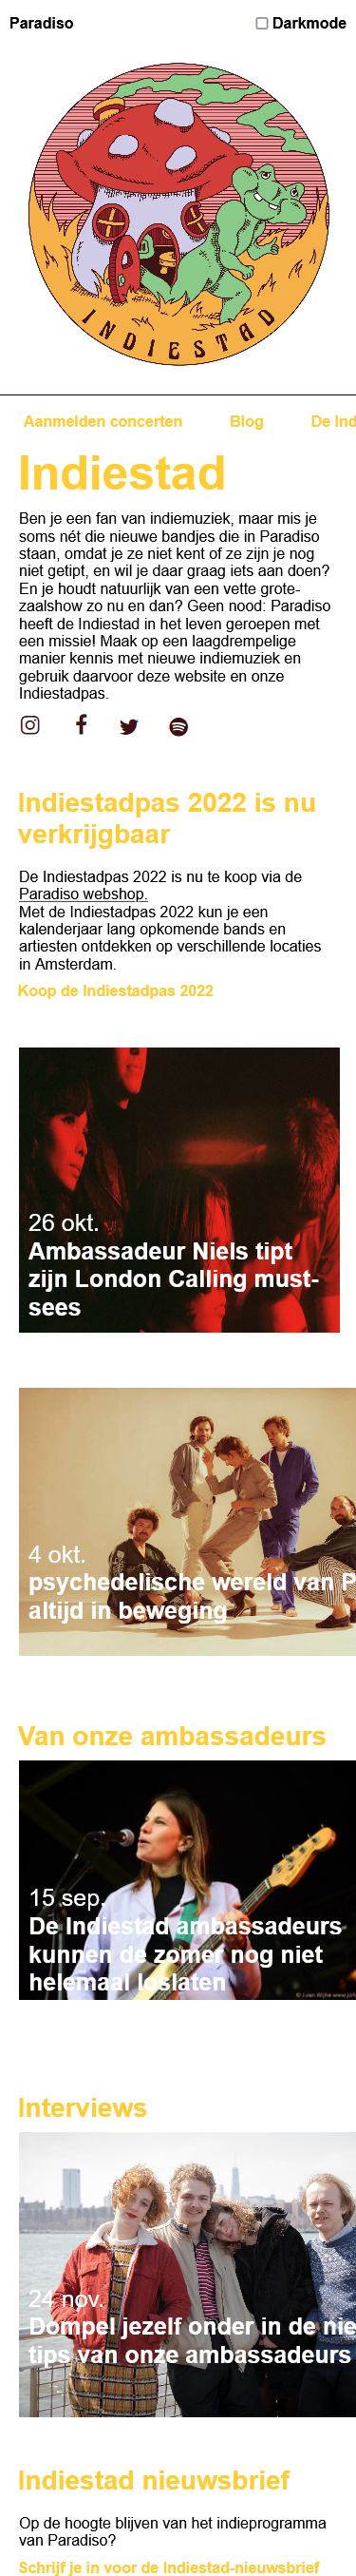 Paradiso
Darkmode
INDIESTAD
Aanmelden concerten Blog De Ind
Indiestad
Ben je een fan van indiemuziek, maar mis je
soms nét die nieuwe bandjes die in Paradiso
staan, omdat je ze niet kent of ze zijn je nog
niet getipt, en wil je daar graag iets aan doen?
En je houdt natuurlijk van een vette grote-
zaalshow zo nu en dan? Geen nood: Paradiso
heeft de Indiestad in het leven geroepen met
een missie! Maak op een laagdrempelige
manier kennis met nieuwe indiemuziek en
gebruik daarvoor deze website en onze
Indiestadpas.
Indiestadpas 2022 is nu
verkrijgbaar
De Indiestadpas 2022 is nu te koop via de
Paradiso webshop.
Met de Indiestadpas 2022 kun je een
kalenderjaar lang opkomende bands en
artiesten ontdekken op verschillende locaties
in Amsterdam.
Koop de Indiestadpas 2022
26 okt.
Ambassadeur Niels tipt
zijn London Calling must-
sees
4 okt.
psychedelische wereld van P
altijd in beweging
Van onze ambassadeurs
15 sep.
De Indiestad ambassadeurs
kunnen de zomer nog niet
helemaal loslaten
Interviews
24 nov.
Dompel jezelf onder in de nie
tips van onze ambassadeurs
Indiestad nieuwsbrief
Op de hoogte blijven van het indieprogramma
van Paradiso?
Schrijf je in voor de Indiestad-nieuwsbrief